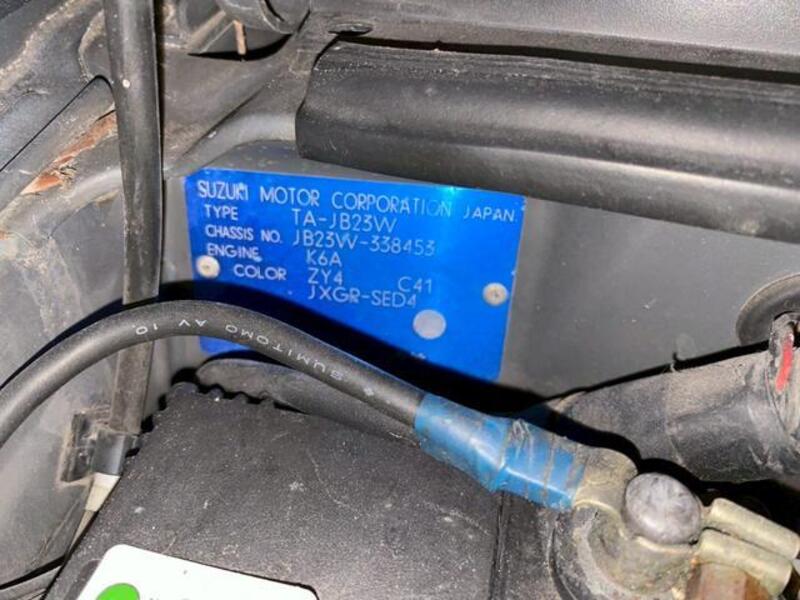 SUZUKI MOTOR CORPORATION JAPAN
TYPE TA-JB23W
CHASSIS NO. JB23W-338453
ENGINE K6A
COLOR ZY4 C41
JXGR-SED4
SUMITOMO AV 10